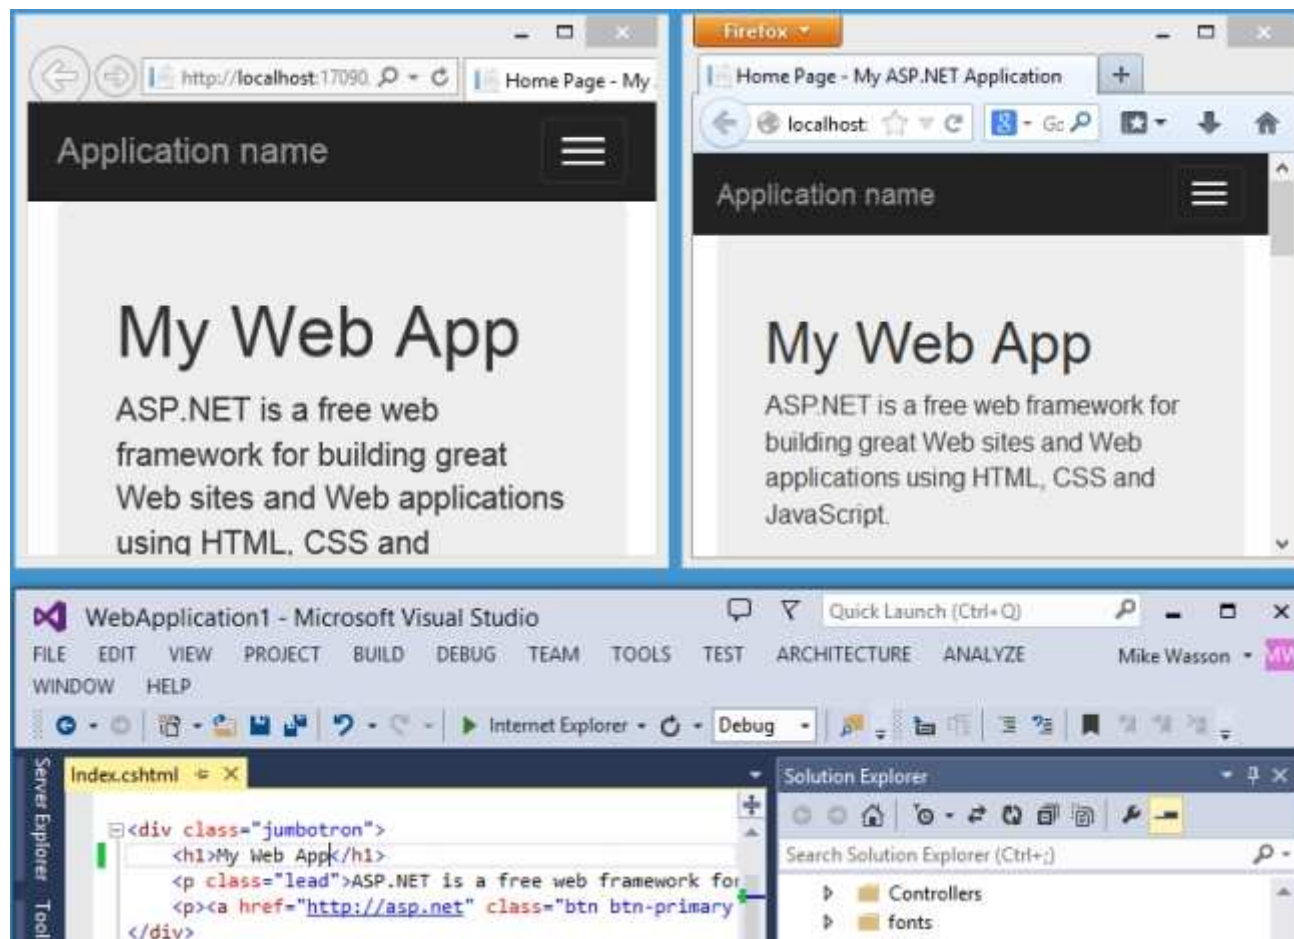 http://localhost:17090
Home Page - My
Application name
My Web App
ASP.NET is a free web
framework for building great
Web sites and Web applications
using HTML, CSS and
Firefox
Home Page - My ASP.NET Application
localhost
Application name
My Web App
ASP.NET is a free web framework for
building great Web sites and Web
applications using HTML, CSS and
JavaScript.
WebApplication1 - Microsoft Visual Studio
Quick Launch (Ctrl+Q)
FILE EDIT VIEW PROJECT BUILD DEBUG TEAM TOOLS TEST ARCHITECTURE ANALYZE Mike Wasson MW
WINDOW HELP
Internet Explorer Debug
Server Explorer
Index.cshtml
<div class="jumbotron">
<h1>My Web App</h1>
<p class="lead">ASP.NET is a free web framework for
<p><a href="http://asp.net" class="btn btn-primary
</div>
Solution Explorer
Search Solution Explorer (Ctrl+;)
Controllers
fonts